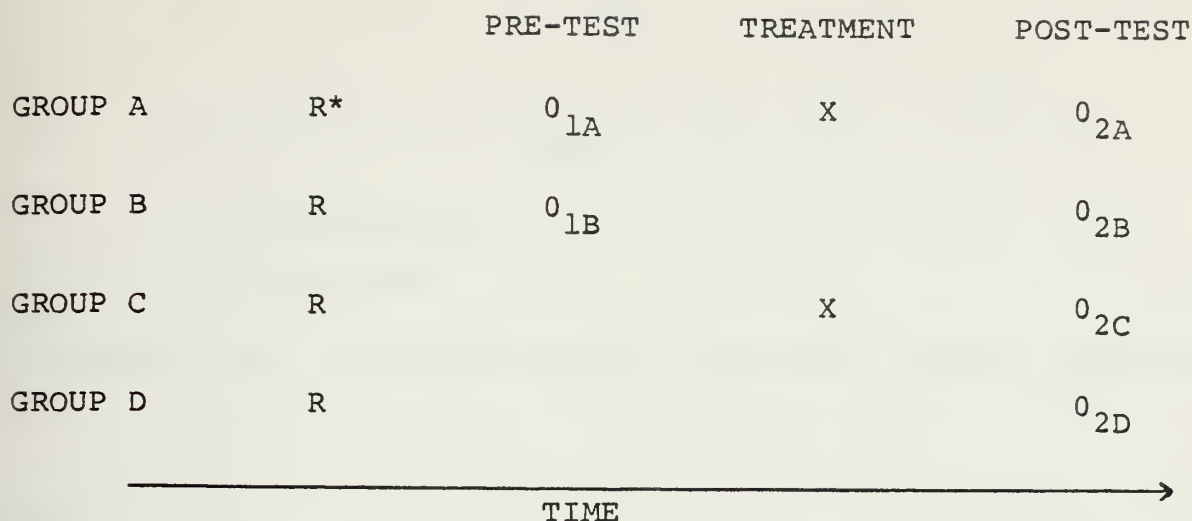 PRE-TEST TREATMENT POST-TEST
GROUP A R* 0 1A X 0 2A
GROUP B R 0 1B 0 2B
GROUP C R X 0 2C
GROUP D R 0 2D
TIME